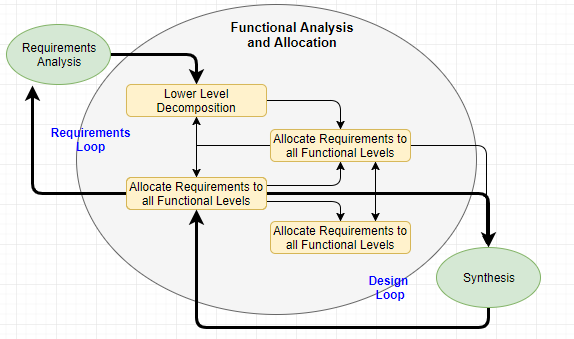 Functional Analysis
and Allocation
Requirements
Analysis
Lower Level
Decomposition
Requirements
Loop
Allocate Requirements to
all Functional Levels
Allocate Requirements to
all Functional Levels
Allocate Requirements to
all Functional Levels
Design
Loop
Synthesis